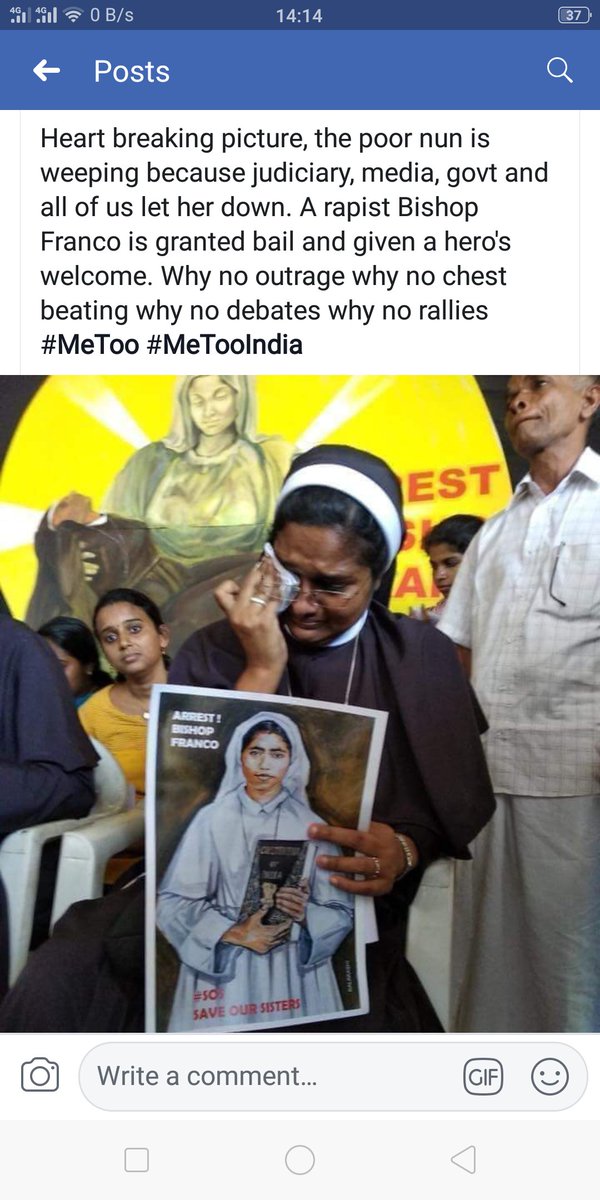 4G 4G 0 B/s 14:14 37
Posts
Heart breaking picture, the poor nun is
weeping because judiciary, media, govt and
all of us let her down. A rapist Bishop
Franco is granted bail and given a hero's
welcome. Why no outrage why no chest
beating why no debates why no rallies
#MeToo #MeTooIndia
EST
ARREST !
BISHOP
FRANCO
CONSTITUTION
OF
INDIA
#SOS
SAVE OUR SISTERS
Write a comment...
GIF